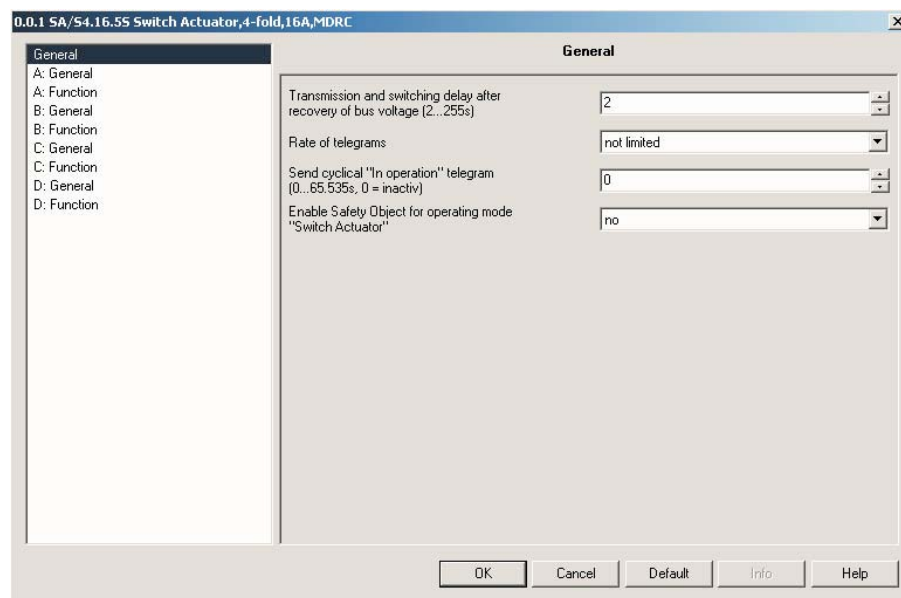 0.0.1 SA/S4.16.5S Switch Actuator,4-fold,16A,MDRC
General
A: General
A: Function
B: General
B: Function
C: General
C: Function
D: General
D: Function
General
Transmission and switching delay after
recovery of bus voltage (2...255s)
2
Rate of telegrams
not limited
Send cyclical "In operation" telegram
(0...65.535s, 0 = inactiv)
0
Enable Safety Object for operating mode
"Switch Actuator"
no
OK
Cancel
Default
Info
Help